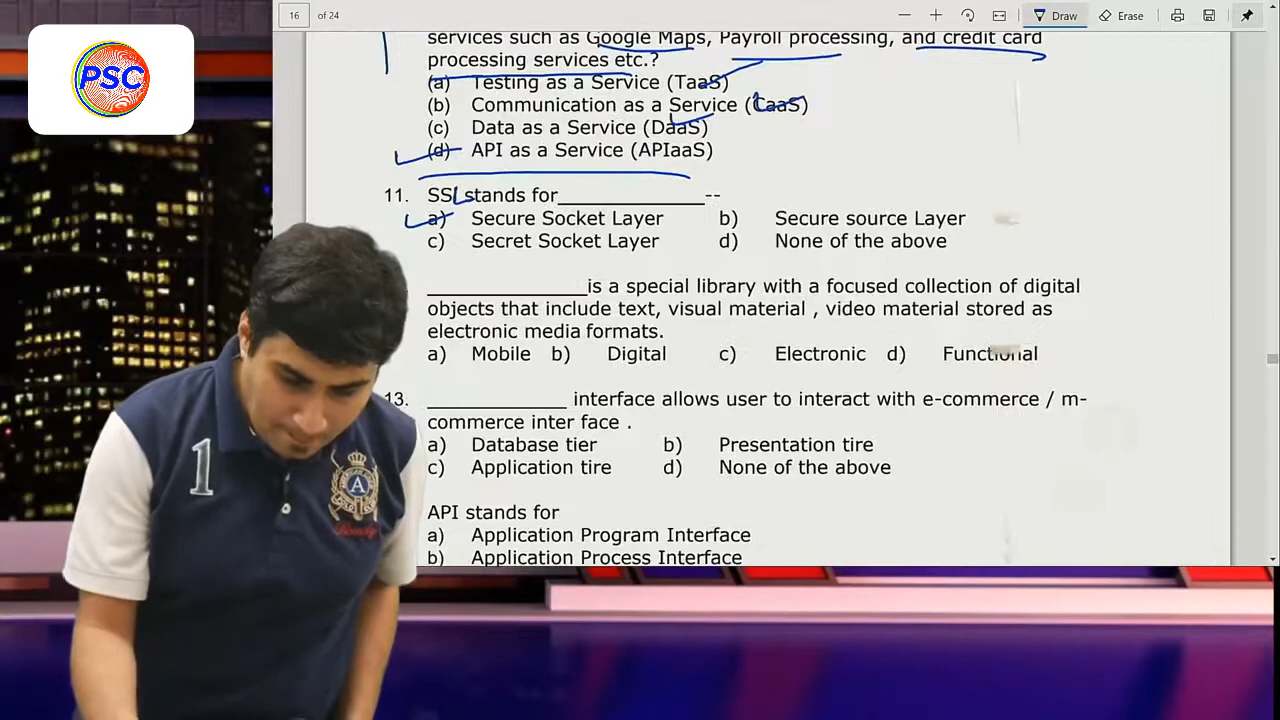 16 of 24
Draw Erase
PSC
services such as Google Maps, Payroll processing, and credit card
processing services etc.?
(a) Testing as a Service (TaaS)
(b) Communication as a Service (CaaS)
(c) Data as a Service (DaaS)
(d) API as a Service (APIaaS)
11. SSL stands for_____________--
a) Secure Socket Layer b) Secure source Layer
c) Secret Socket Layer d) None of the above
______________is a special library with a focused collection of digital
objects that include text, visual material , video material stored as
electronic media formats.
a) Mobile b) Digital c) Electronic d) Functional
13. ____________ interface allows user to interact with e-commerce / m-
commerce inter face .
a) Database tier b) Presentation tire
c) Application tire d) None of the above
API stands for
a) Application Program Interface
b) Application Process Interface
1
A